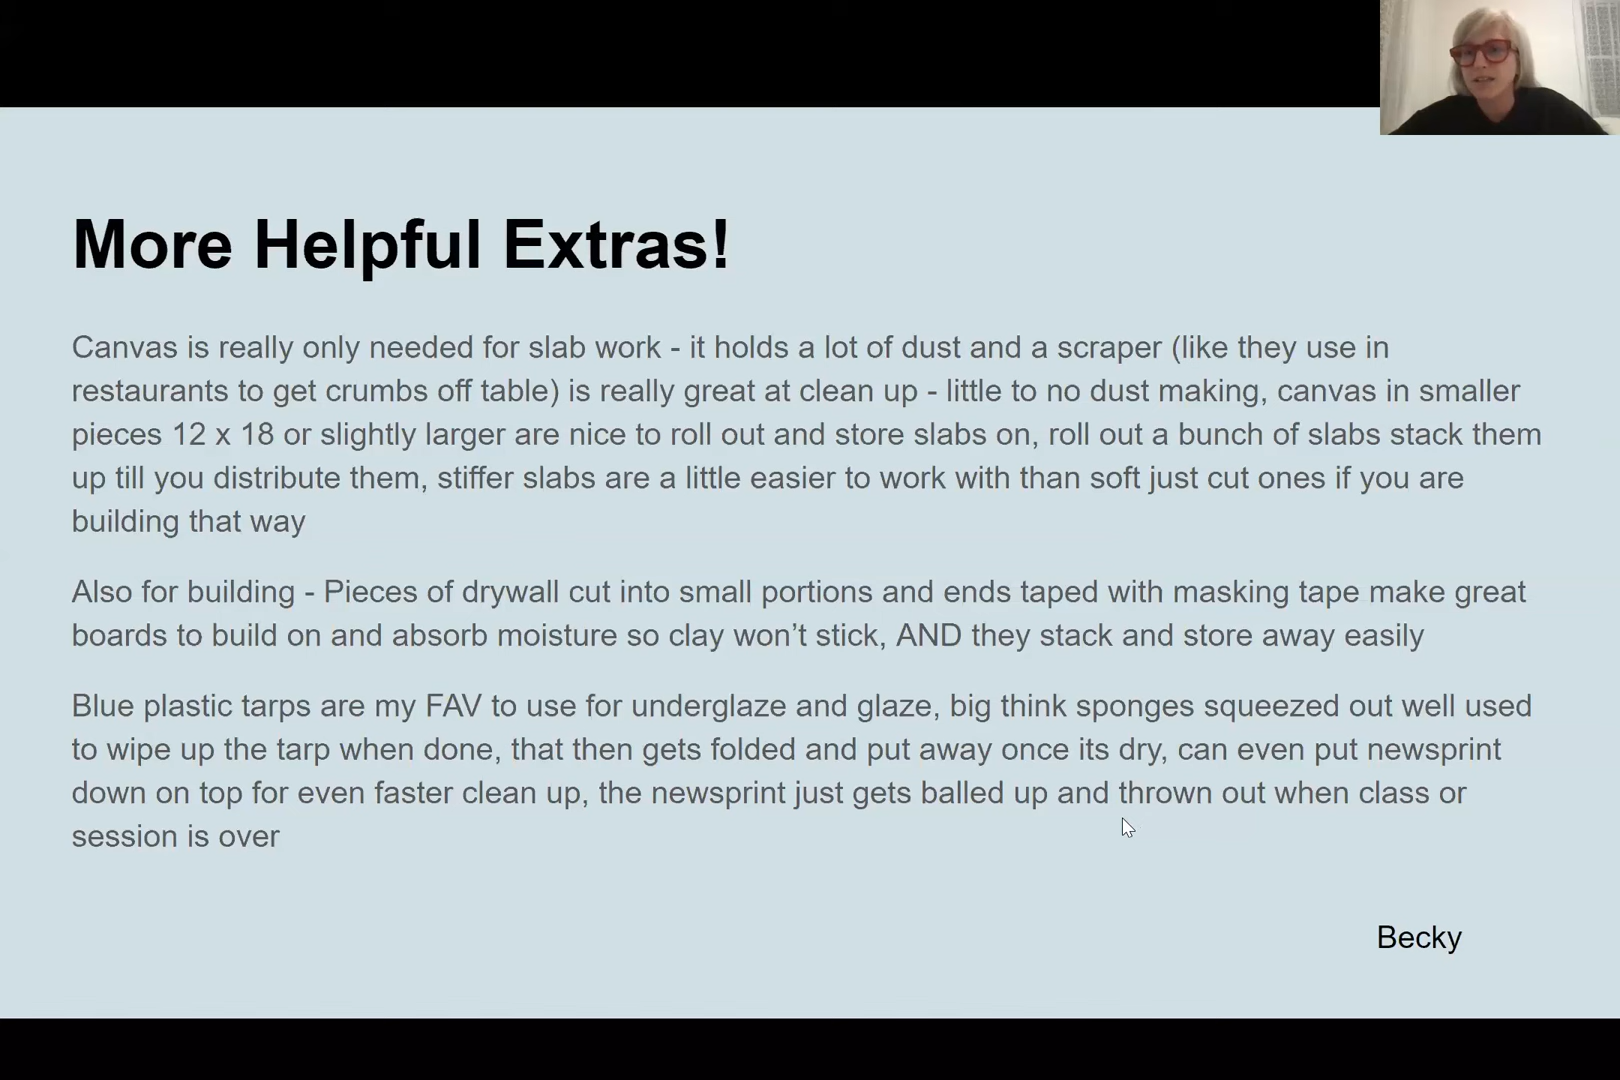 More Helpful Extras!
Canvas is really only needed for slab work - it holds a lot of dust and a scraper (like they use in
restaurants to get crumbs off table) is really great at clean up - little to no dust making, canvas in smaller
pieces 12 x 18 or slightly larger are nice to roll out and store slabs on, roll out a bunch of slabs stack them
up till you distribute them, stiffer slabs are a little easier to work with than soft just cut ones if you are
building that way
Also for building - Pieces of drywall cut into small portions and ends taped with masking tape make great
boards to build on and absorb moisture so clay won’t stick, AND they stack and store away easily
Blue plastic tarps are my FAV to use for underglaze and glaze, big think sponges squeezed out well used
to wipe up the tarp when done, that then gets folded and put away once its dry, can even put newsprint
down on top for even faster clean up, the newsprint just gets balled up and thrown out when class or
session is over
Becky